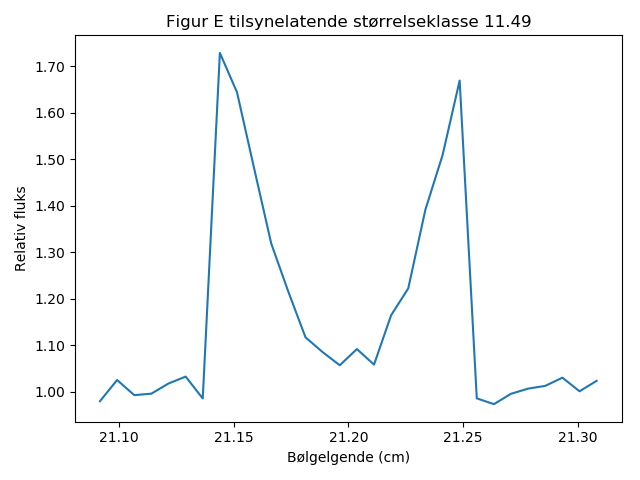 Figur E tilsynelatende størrelseklasse 11.49
Relativ fluks
1.70
1.60
1.50
1.40
1.30
1.20
1.10
1.00
21.10 21.15 21.20 21.25 21.30
Bølgelgende (cm)